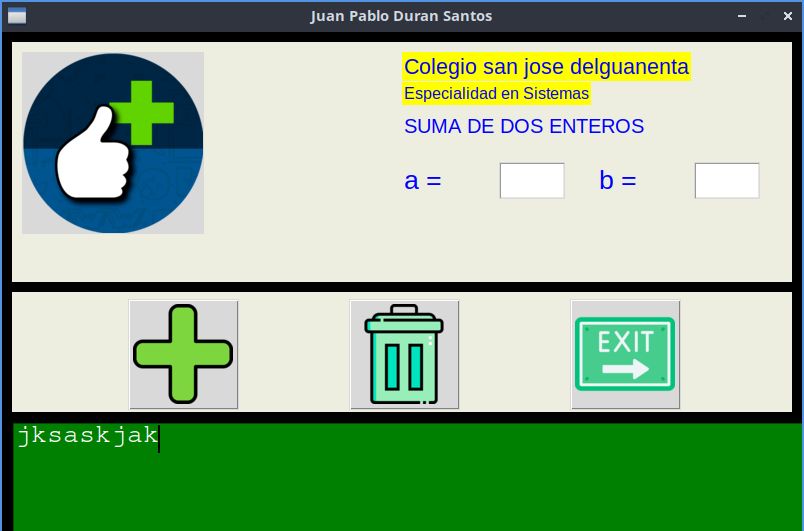 Juan Pablo Duran Santos
Colegio san jose delguanenta
Especialidad en Sistemas
SUMA DE DOS ENTEROS
a = b =
EXIT
jksaskjak